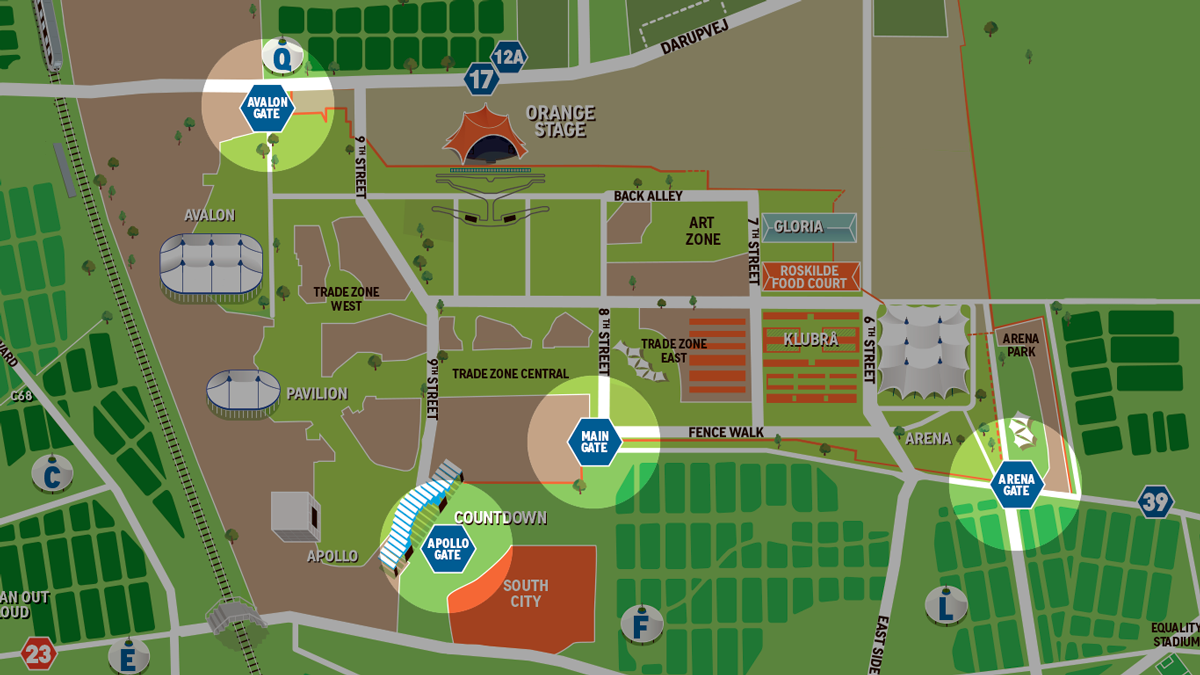 DARUPVEJ
Q
12A
17
AVALON
GATE
ORANGE
STAGE
9TH STREET
BACK ALLEY
AVALON
ART
ZONE
7TH STREET
GLORIA
ROSKILDE
FOOD COURT
TRADE ZONE
WEST
8TH STREET
6TH STREET
KLUBRÅ
ARENA
PARK
TRADE ZONE
EAST
9TH STREET
TRADE ZONE CENTRAL
C68
PAVILION
MAIN
GATE
FENCE WALK
ARENA
C
ARENA
GATE
39
COUNTDOWN
APOLLO
GATE
APOLLO
SOUTH
CITY
AN OUT
OUD
F
L
EAST SIDE
EQUALITY
STADIUM
23
E